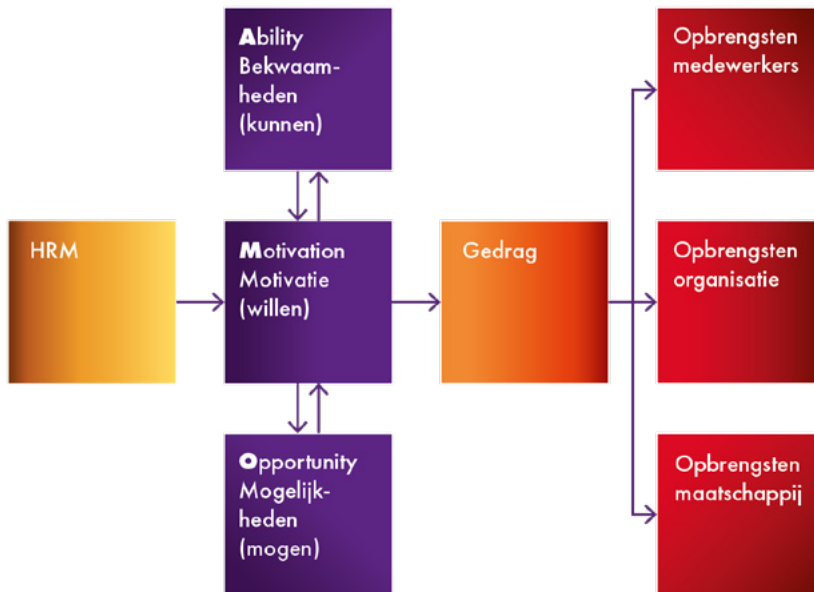 HRM
Ability
Bekwaam-
heden
(kunnen)
Motivation
Motivatie
(willen)
Opportunity
Mogelijk-
heden
(mogen)
Gedrag
Opbrengsten
medewerkers
Opbrengsten
organisatie
Opbrengsten
maatschappij